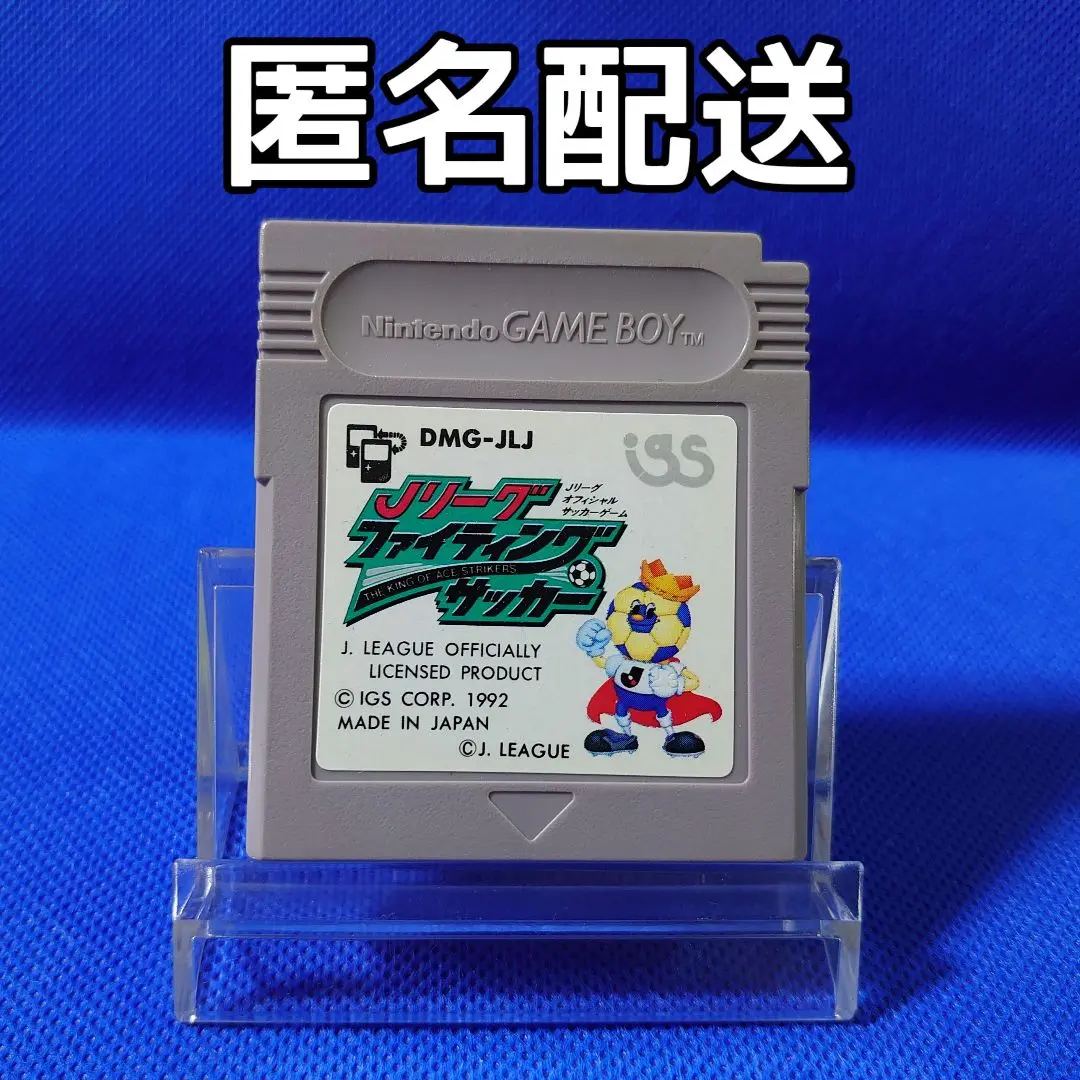 匿名配送
Nintendo GAME BOY TM
DMG-JLJ
igs
Jリーグ
オフィシャル
サッカーゲーム
Jリーグ
ファイティング
THE KING OF ACE STRIKERS
サッカー
J. LEAGUE OFFICIALLY
LICENSED PRODUCT
© IGS CORP. 1992
MADE IN JAPAN
© J. LEAGUE